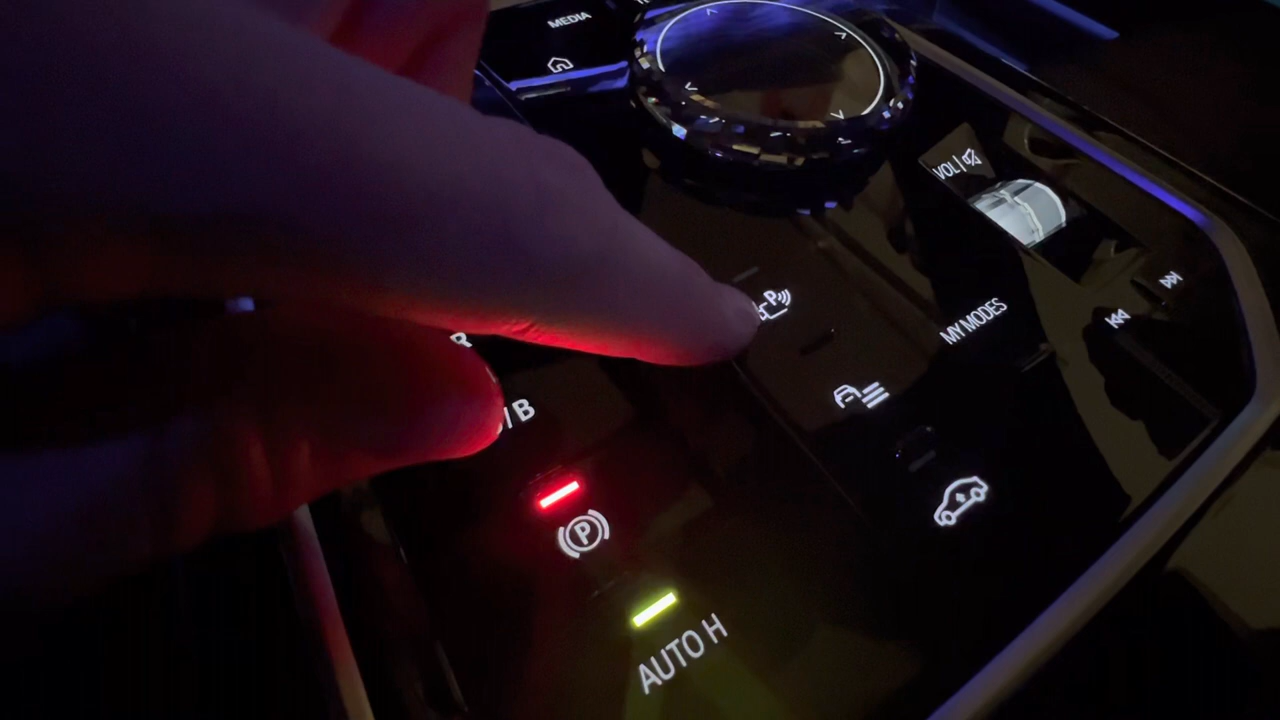 MEDIA
VOL
P
MY MODES
R
/B
P
AUTO H